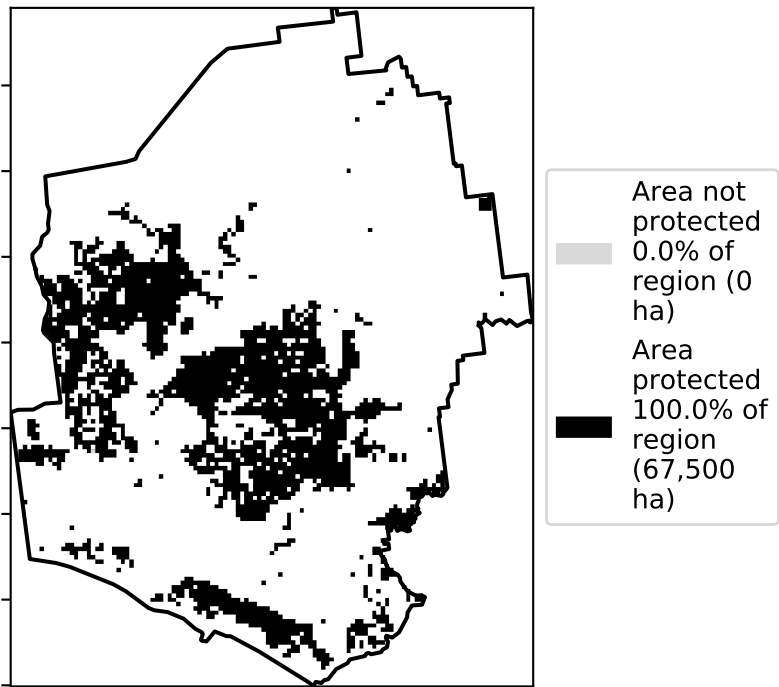 Area not
protected
0.0% of
region (0
ha)
Area
protected
100.0% of
region
(67,500
ha)